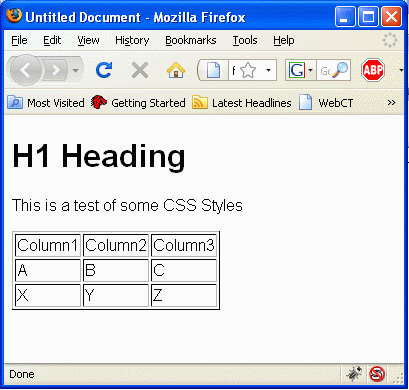 Untitled Document - Mozilla Firefox
File Edit View History Bookmarks Tools Help
f G ABP
Most Visited Getting Started Latest Headlines WebCT »
H1 Heading
This is a test of some CSS Styles
Column1 Column2 Column3
A B C
X Y Z
Done